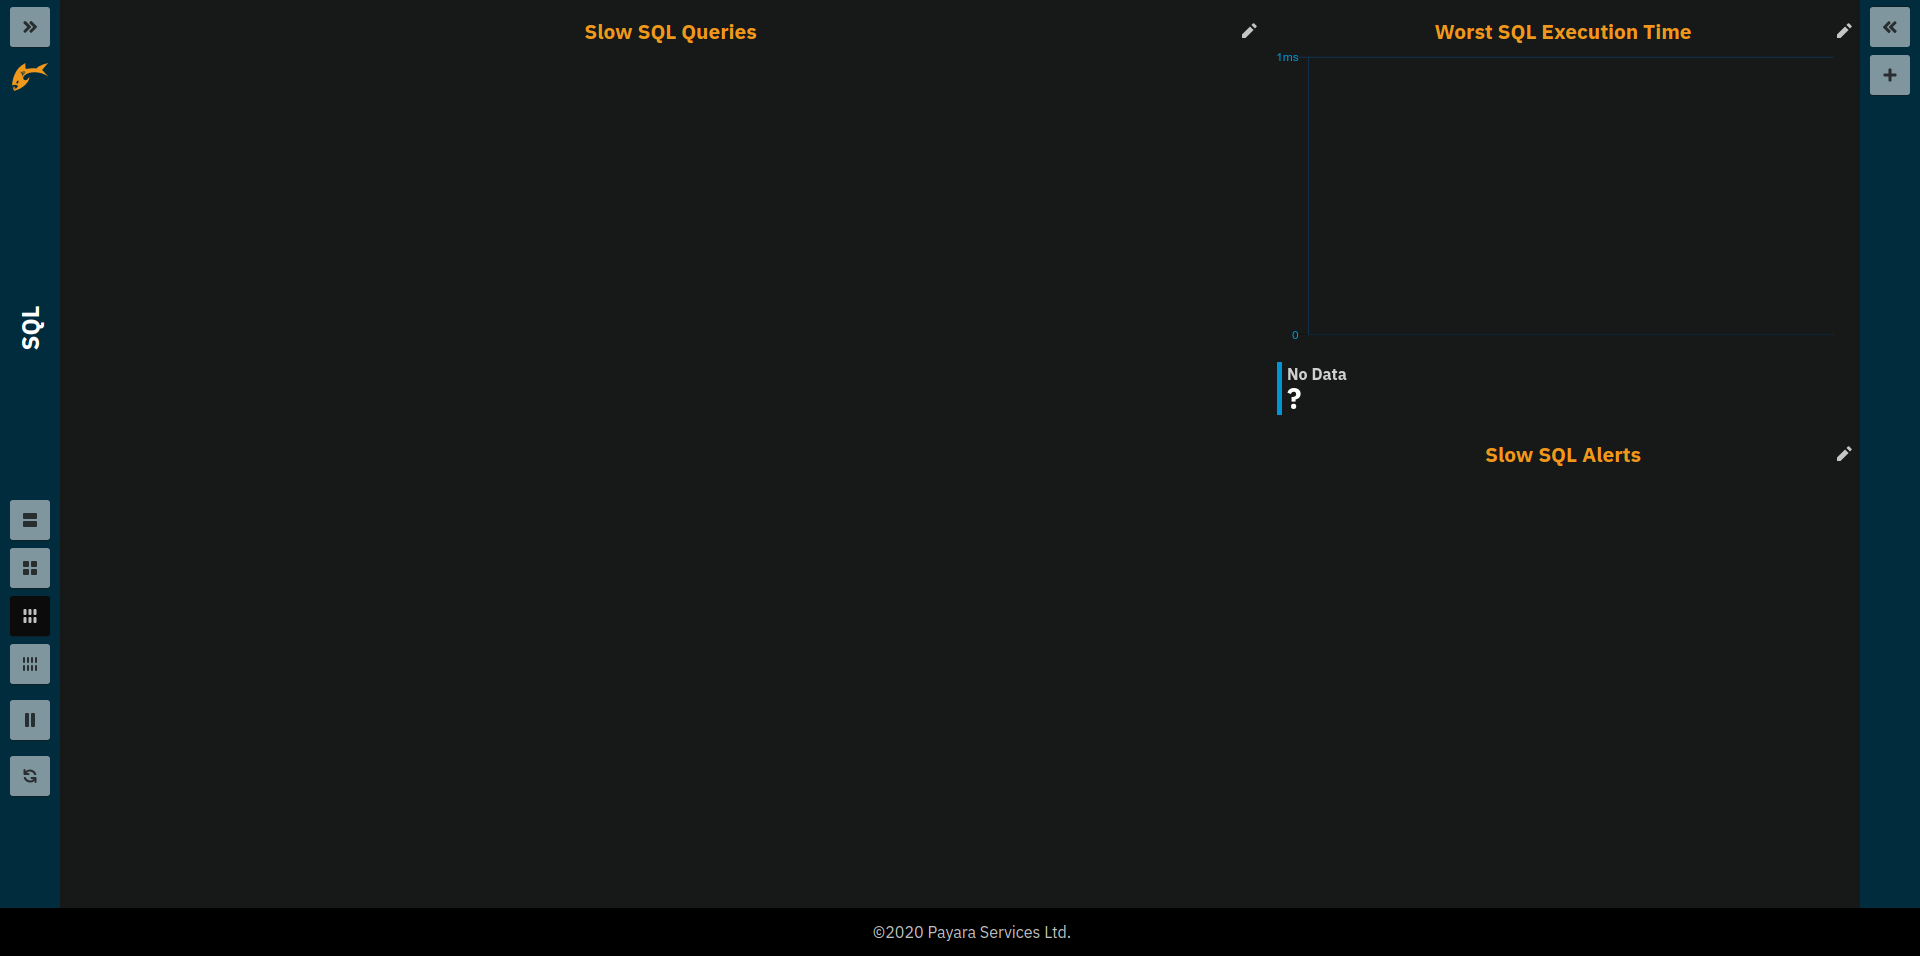 SQL
Slow SQL Queries
Worst SQL Execution Time
1ms
0
No Data
?
Slow SQL Alerts
©2020 Payara Services Ltd.